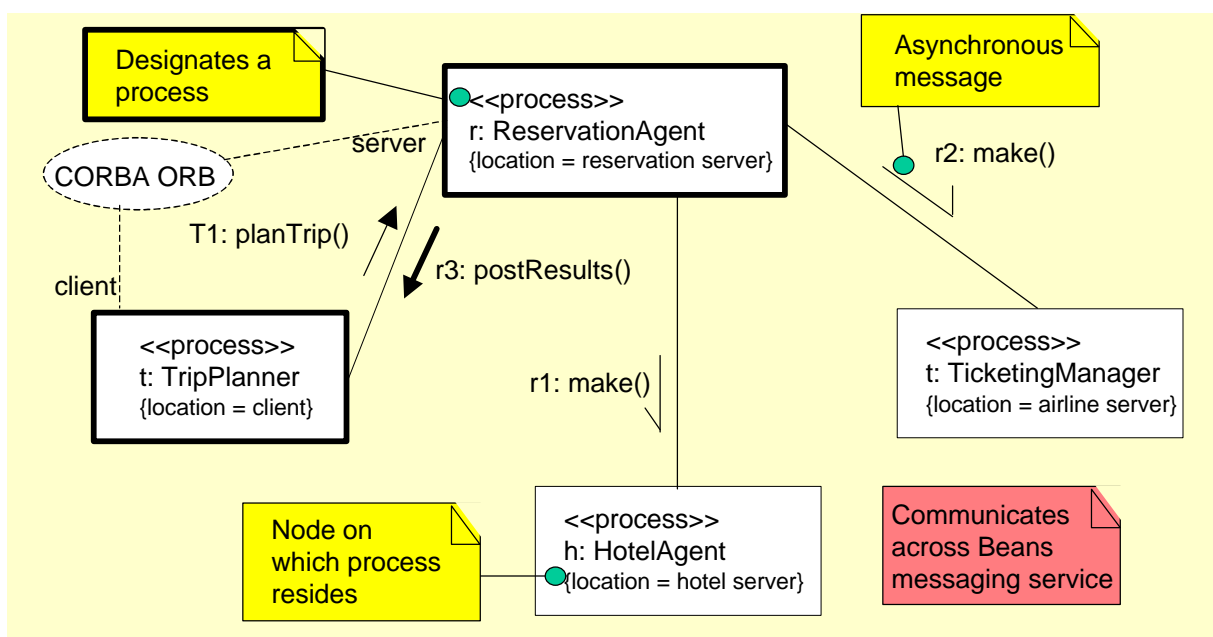 Designates a
process
Asynchronous
message
<<process>>
r: ReservationAgent
{location = reservation server}
server
r2: make()
CORBA ORB
T1: planTrip()
r3: postResults()
client
<<process>>
t: TripPlanner
{location = client}
<<process>>
t: TicketingManager
{location = airline server}
r1: make()
Node on
which process
resides
<<process>>
h: HotelAgent
{location = hotel server}
Communicates
across Beans
messaging service